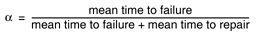 α = mean time to failure
mean time to failure + mean time to repair